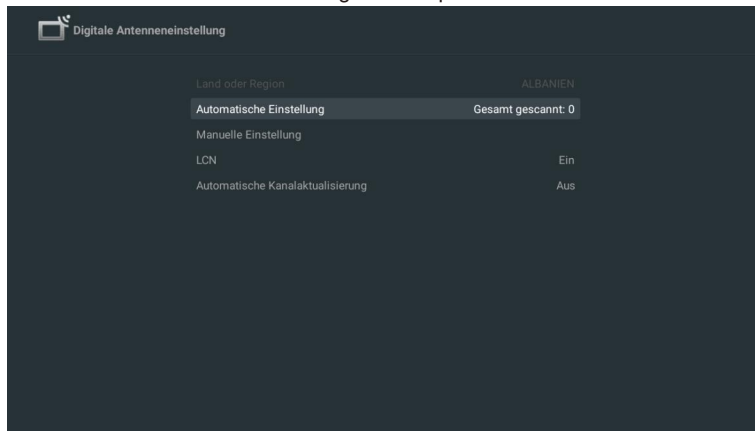 Digitale Antenneneinstellung
Land oder Region ALBANIEN
Automatische Einstellung Gesamt gescannt: 0
Manuelle Einstellung
LCN Ein
Automatische Kanalaktualisierung Aus